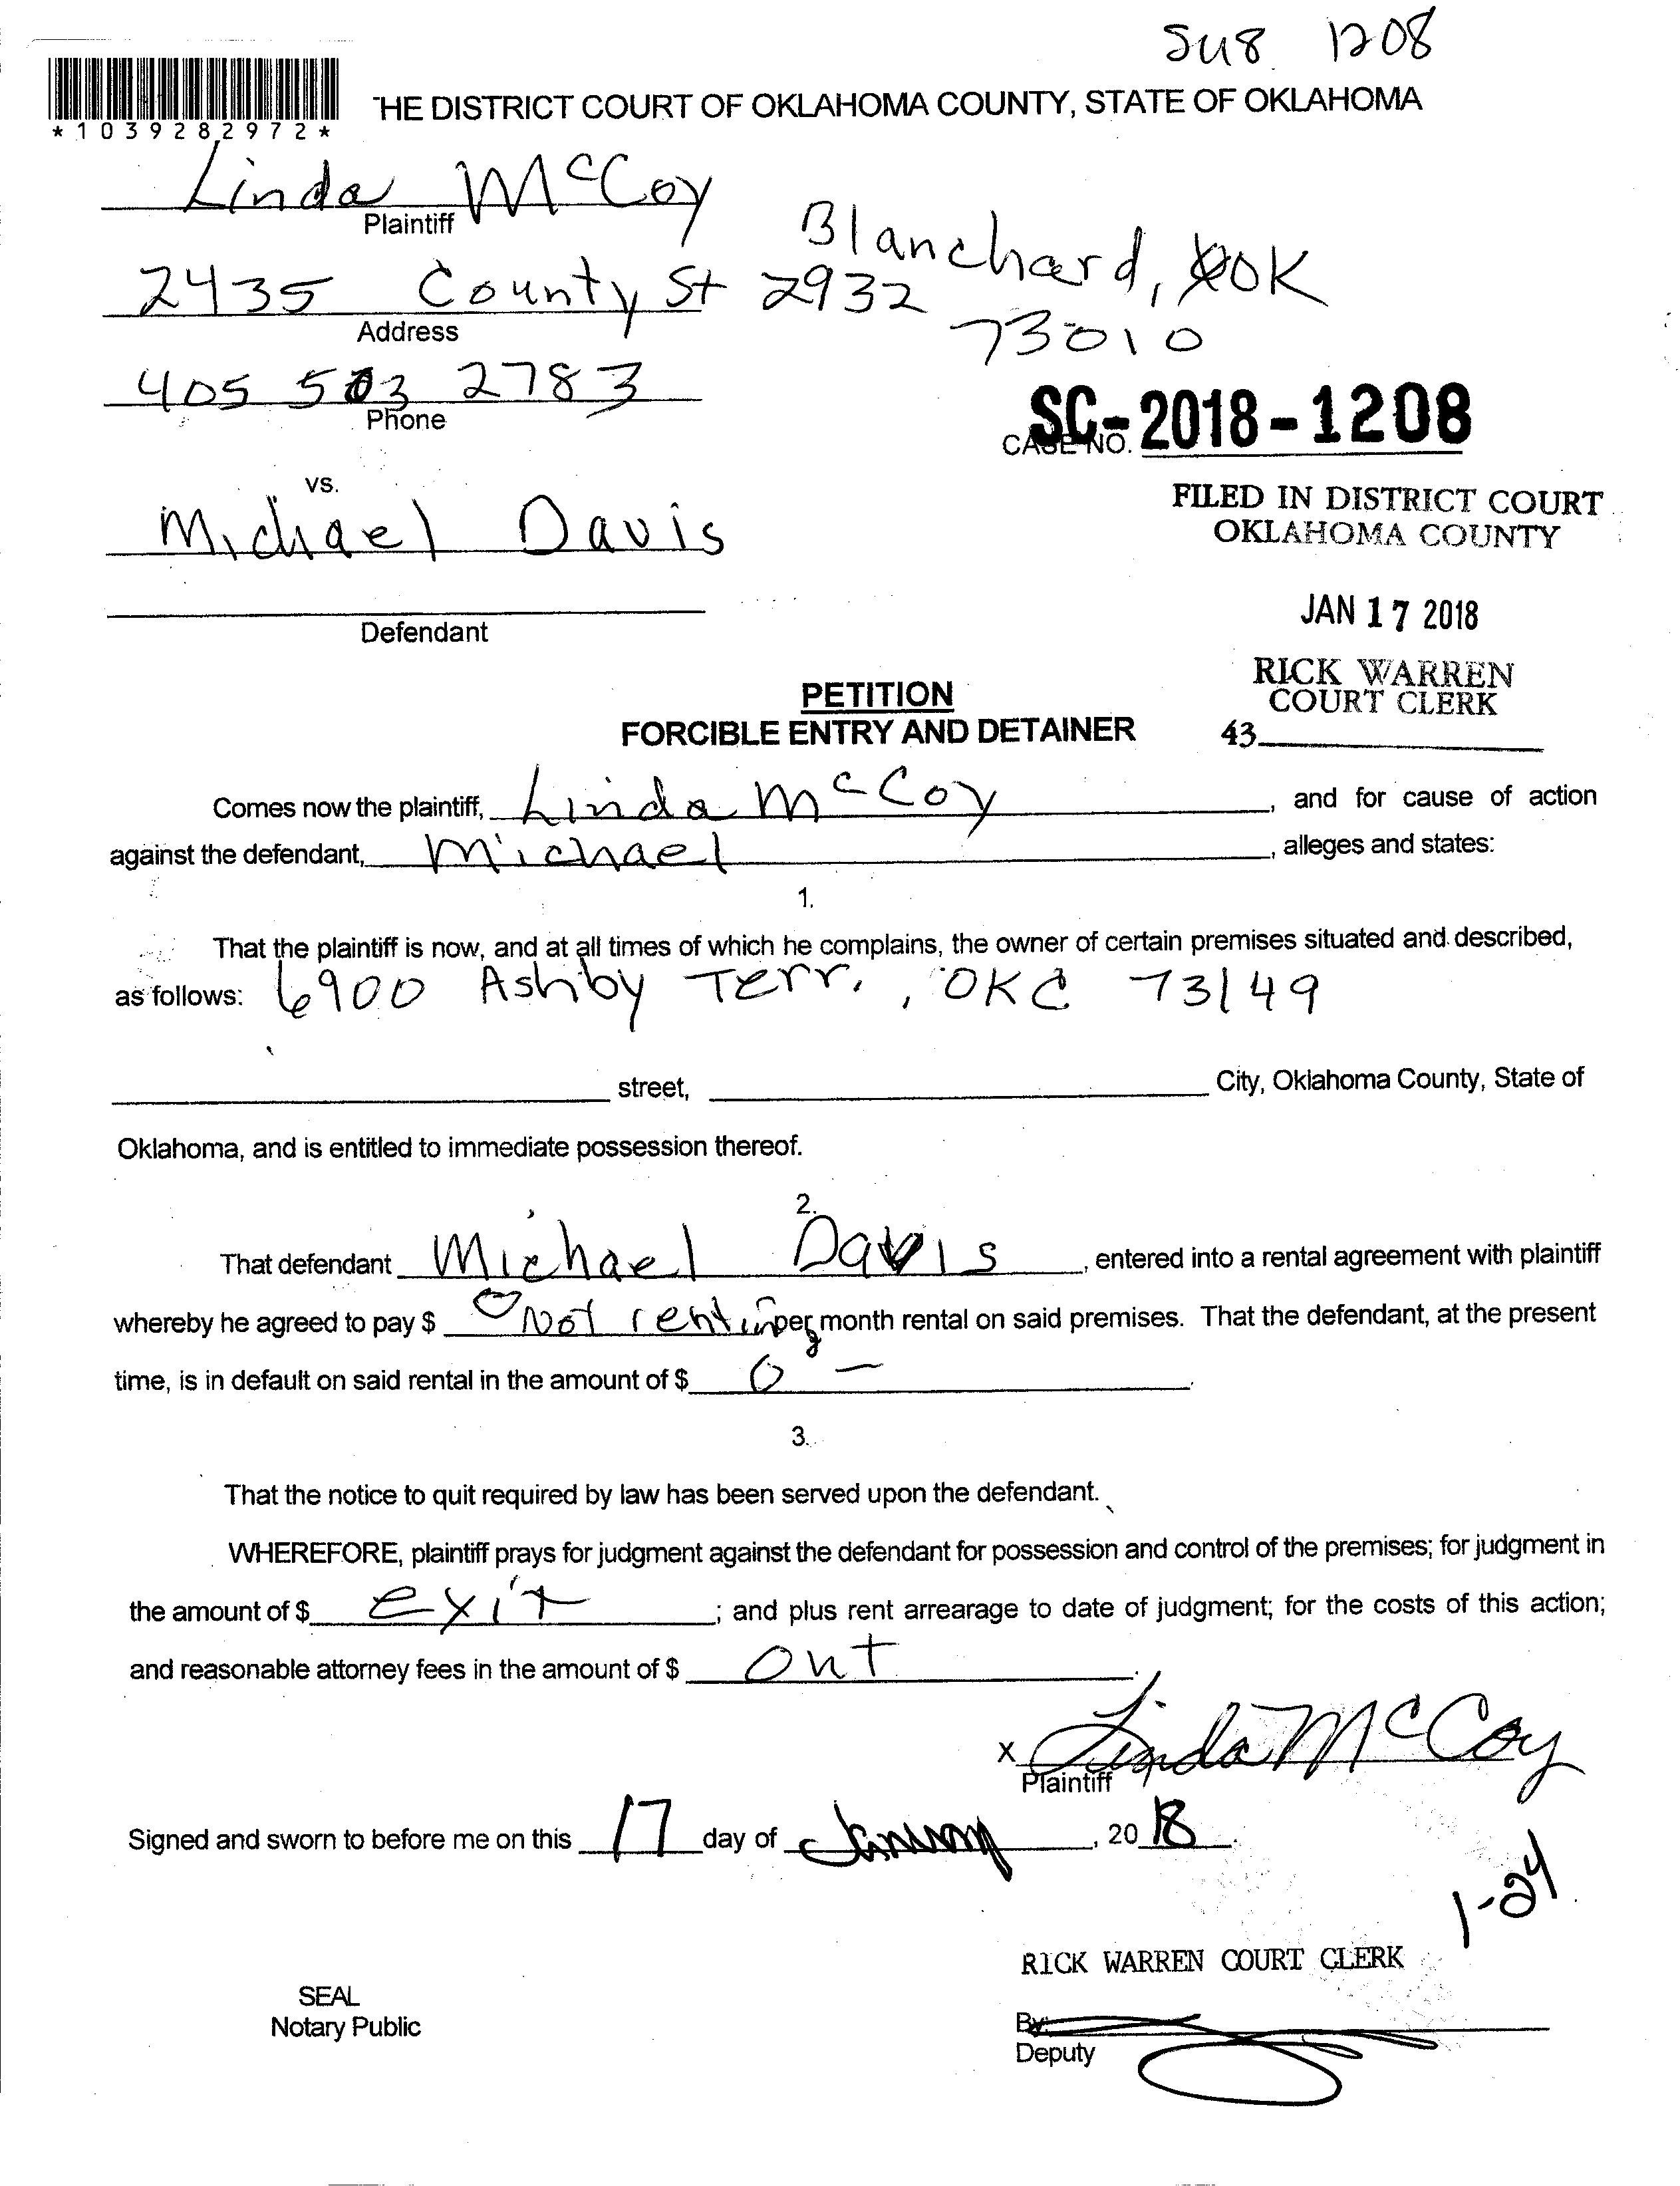 SU8 1208
*1039282972*
THE DISTRICT COURT OF OKLAHOMA COUNTY, STATE OF OKLAHOMA
Linda McCoy
Plaintiff
Blanchard, OK
2435 County St 2932
Address
73010
405 503 2783
Phone
CASE NO. SC-2018-1208
vs.
FILED IN DISTRICT COURT
OKLAHOMA COUNTY
Michael Davis
JAN 17 2018
Defendant
RICK WARREN
COURT CLERK
43
PETITION
FORCIBLE ENTRY AND DETAINER
Comes now the plaintiff, Linda McCoy, and for cause of action
against the defendant, Michael, alleges and states:
1.
That the plaintiff is now, and at all times of which he complains, the owner of certain premises situated and described,
as follows: 6900 Ashby Terr., OKC 73149
street, City, Oklahoma County, State of
Oklahoma, and is entitled to immediate possession thereof.
2.
That defendant Michael Davis, entered into a rental agreement with plaintiff
whereby he agreed to pay $ 0 Not renting per month rental on said premises. That the defendant, at the present
time, is in default on said rental in the amount of $ 0 -.
3.
That the notice to quit required by law has been served upon the defendant.
WHEREFORE, plaintiff prays for judgment against the defendant for possession and control of the premises; for judgment in
the amount of $ exit; and plus rent arrearage to date of judgment; for the costs of this action;
and reasonable attorney fees in the amount of $ out.
x Linda McCoy
Plaintiff
Signed and sworn to before me on this 17 day of January, 2018.
1-24
RICK WARREN COURT CLERK
SEAL
Notary Public
By:
Deputy